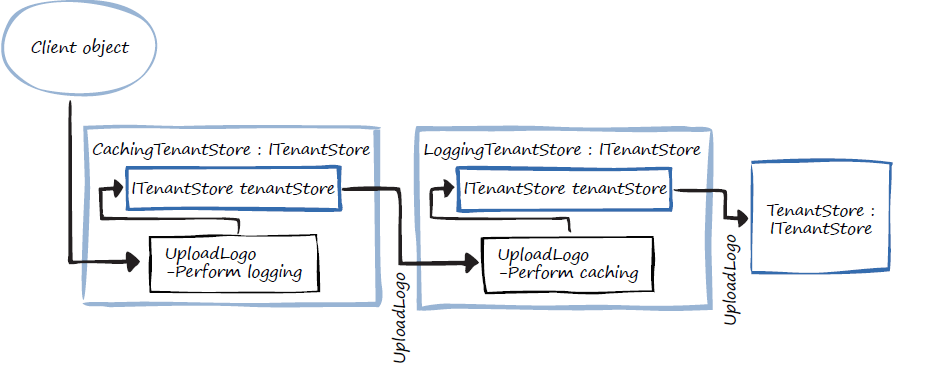 Client object
CachingTenantStore : ITenantStore
ITenantStore tenantStore
UploadLogo
-Perform logging
UploadLogo
LoggingTenantStore : ITenantStore
ITenantStore tenantStore
UploadLogo
-Perform caching
UploadLogo
TenantStore :
ITenantStore